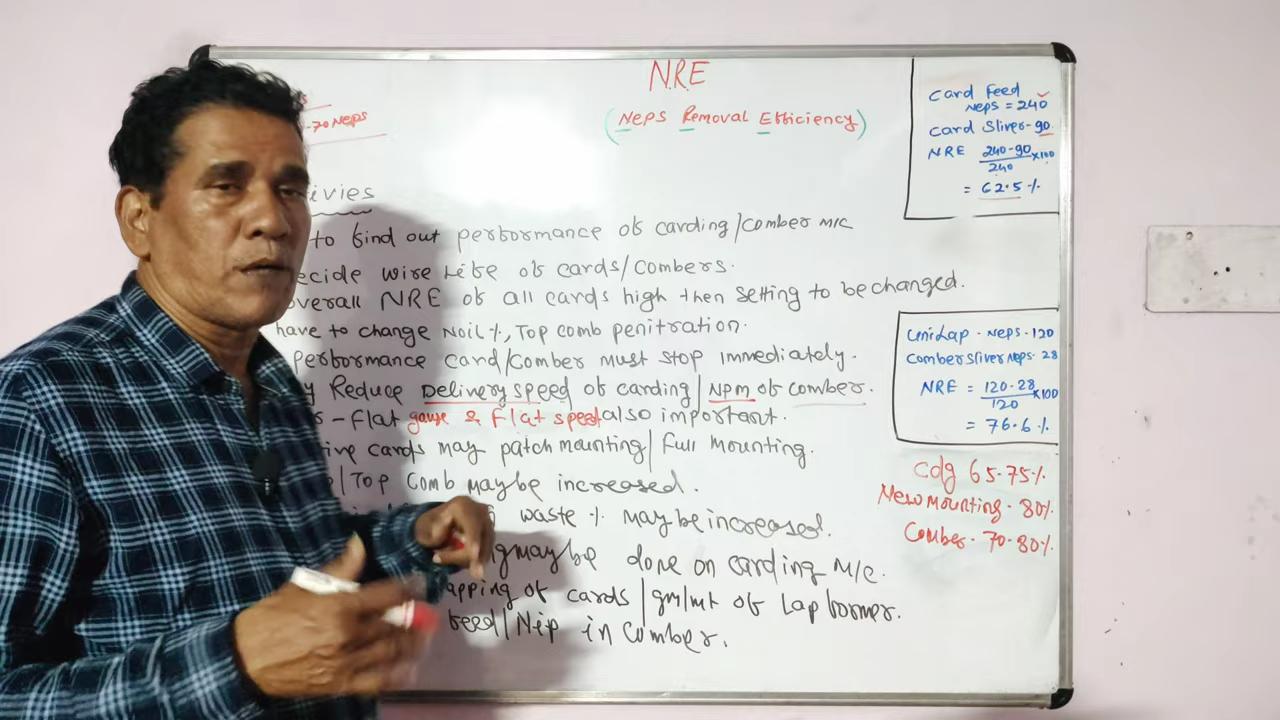 N.R.E
(Neps Removal Efficiency)
-70 Neps
to find out performance of carding/comber m/c
decide wire life of cards/combers.
overall NRE of all cards high then setting to be changed.
have to change Noil %, Top comb penitration.
performance card/comber must stop immediately.
Reduce Delivery speed of carding/Npm of comber.
- Flat gauge & Flat speed also important.
cards may patch mounting/Full Mounting.
/Top Comb may be increased.
waste % may be increased.
may be done on carding M/c.
of cards/gm/mt of Lap former.
feed/Nip in Comber.
Card Feed
Neps = 240
Card Sliver - 90
NRE 240-90/240 x100
= 62.5 %
UniLap - Neps - 120
Comber Sliver Neps - 28
NRE = 120-28/120 x100
= 76.6 %
Cdg 65-75%
New mounting - 80%
Comber - 70-80%